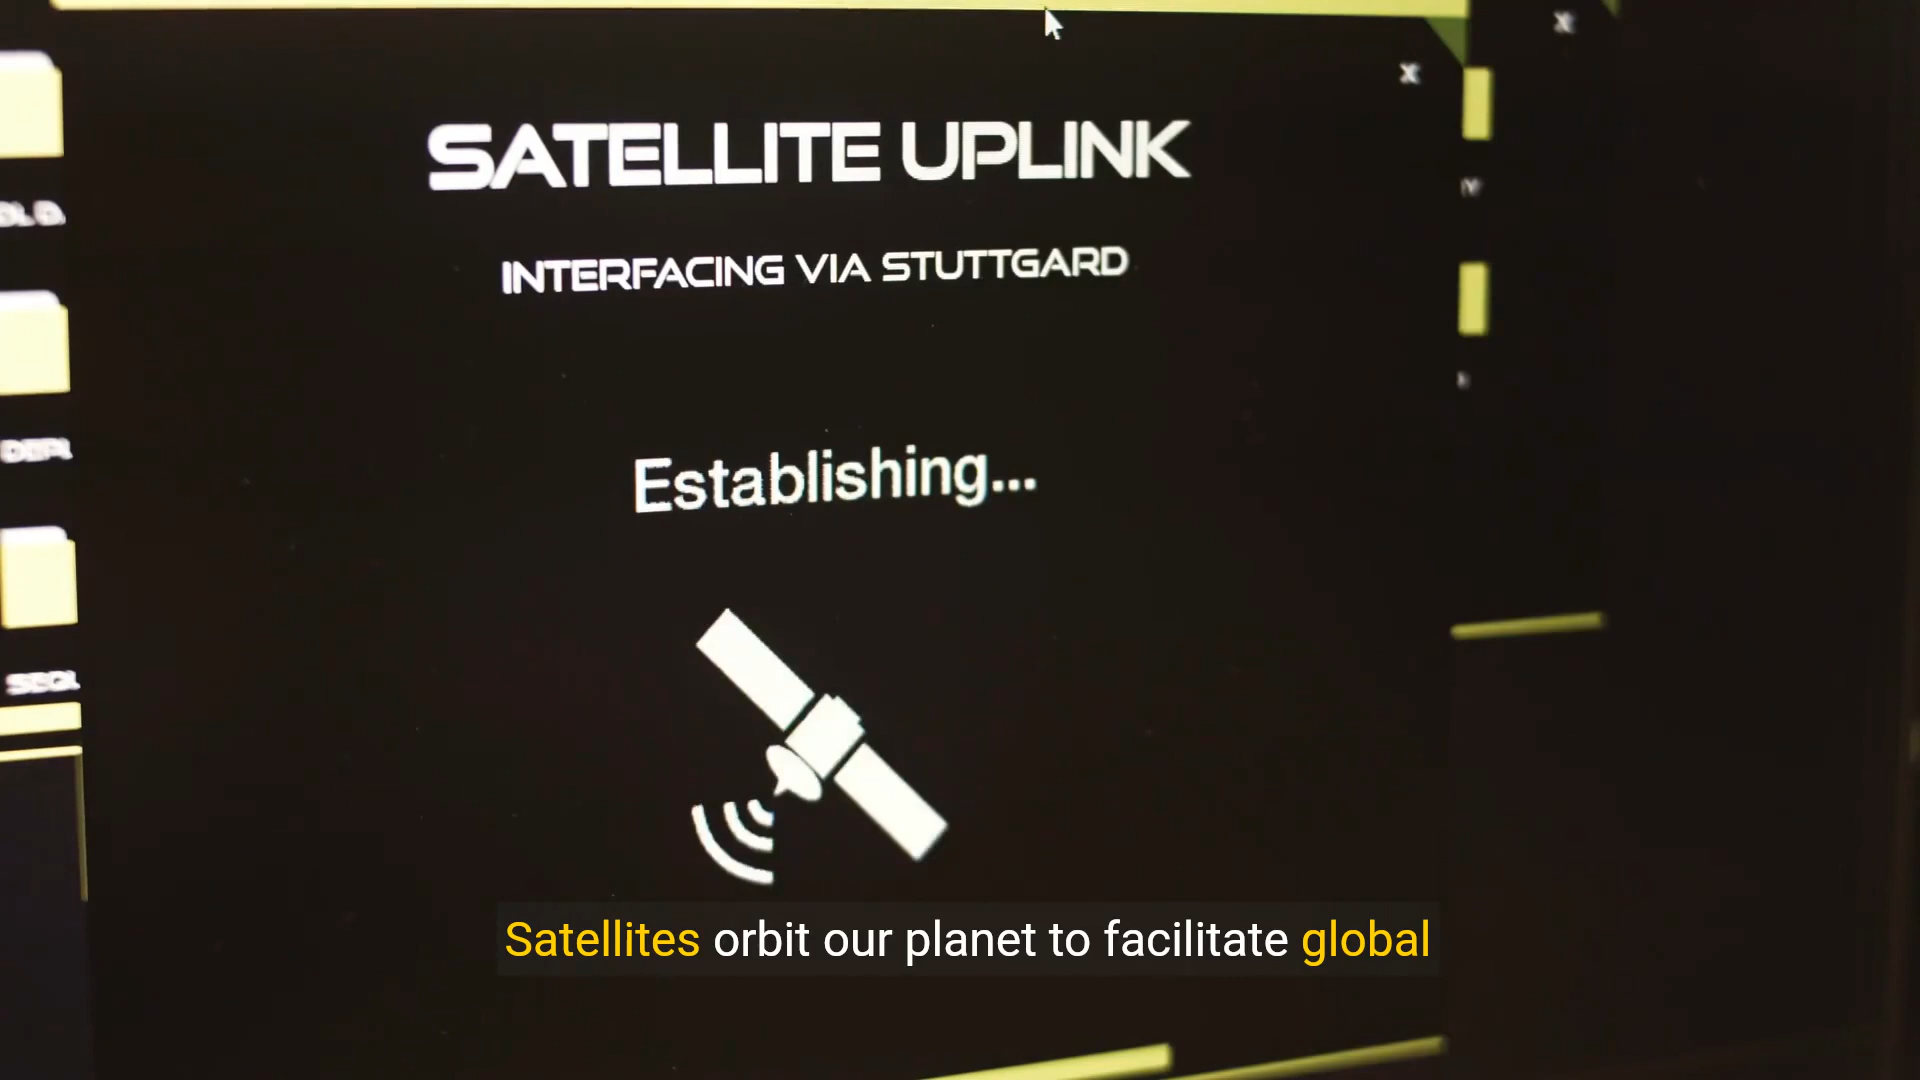 X
X
SATELLITE UPLINK
INTERFACING VIA STUTTGARD
Establishing...
Satellites orbit our planet to facilitate global